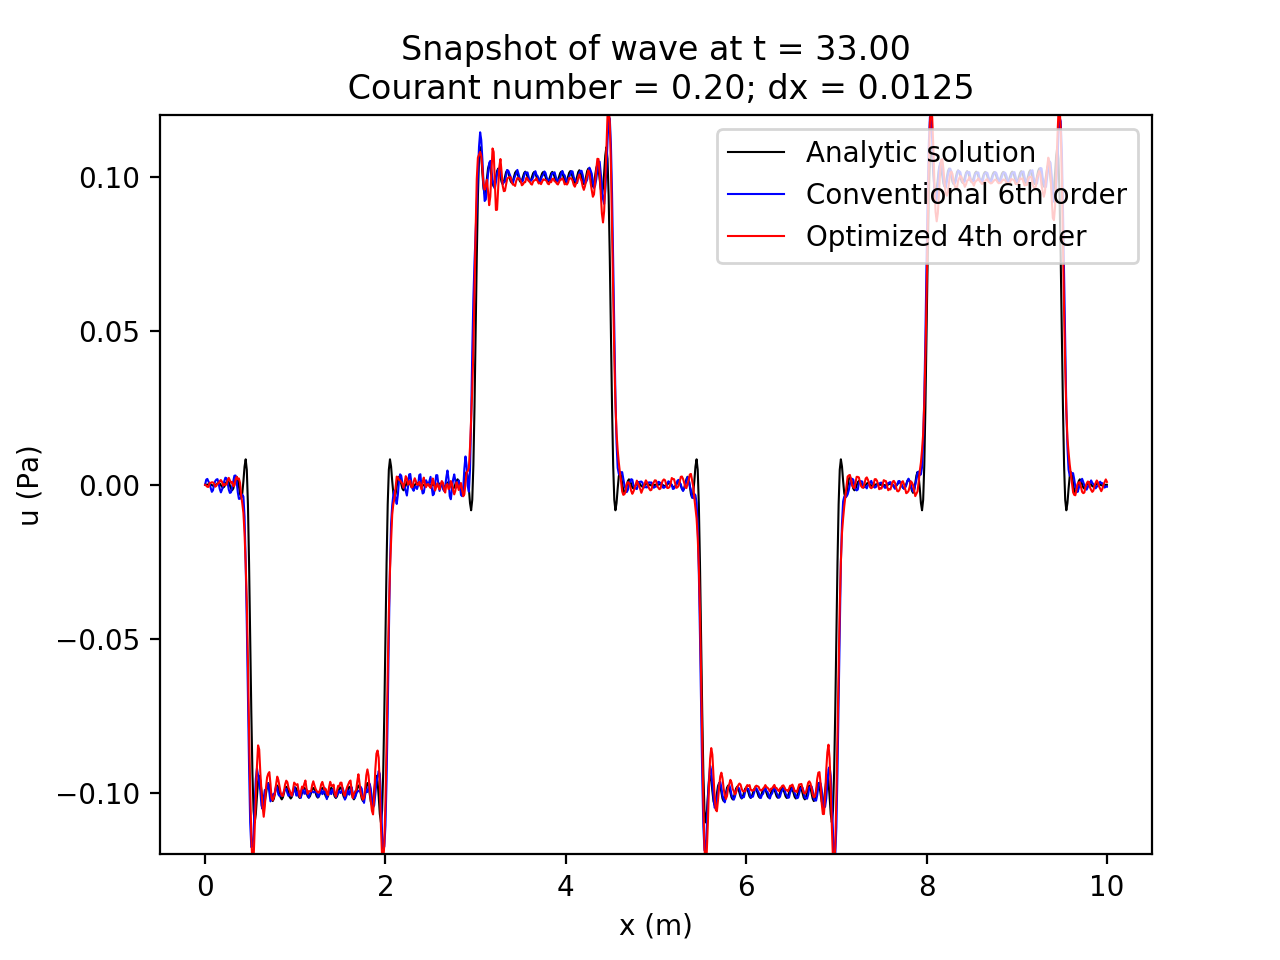 Snapshot of wave at t = 33.00
Courant number = 0.20; dx = 0.0125
Analytic solution
Conventional 6th order
Optimized 4th order
0.10
0.05
0.00
−0.05
−0.10
u (Pa)
0 2 4 6 8 10
x (m)